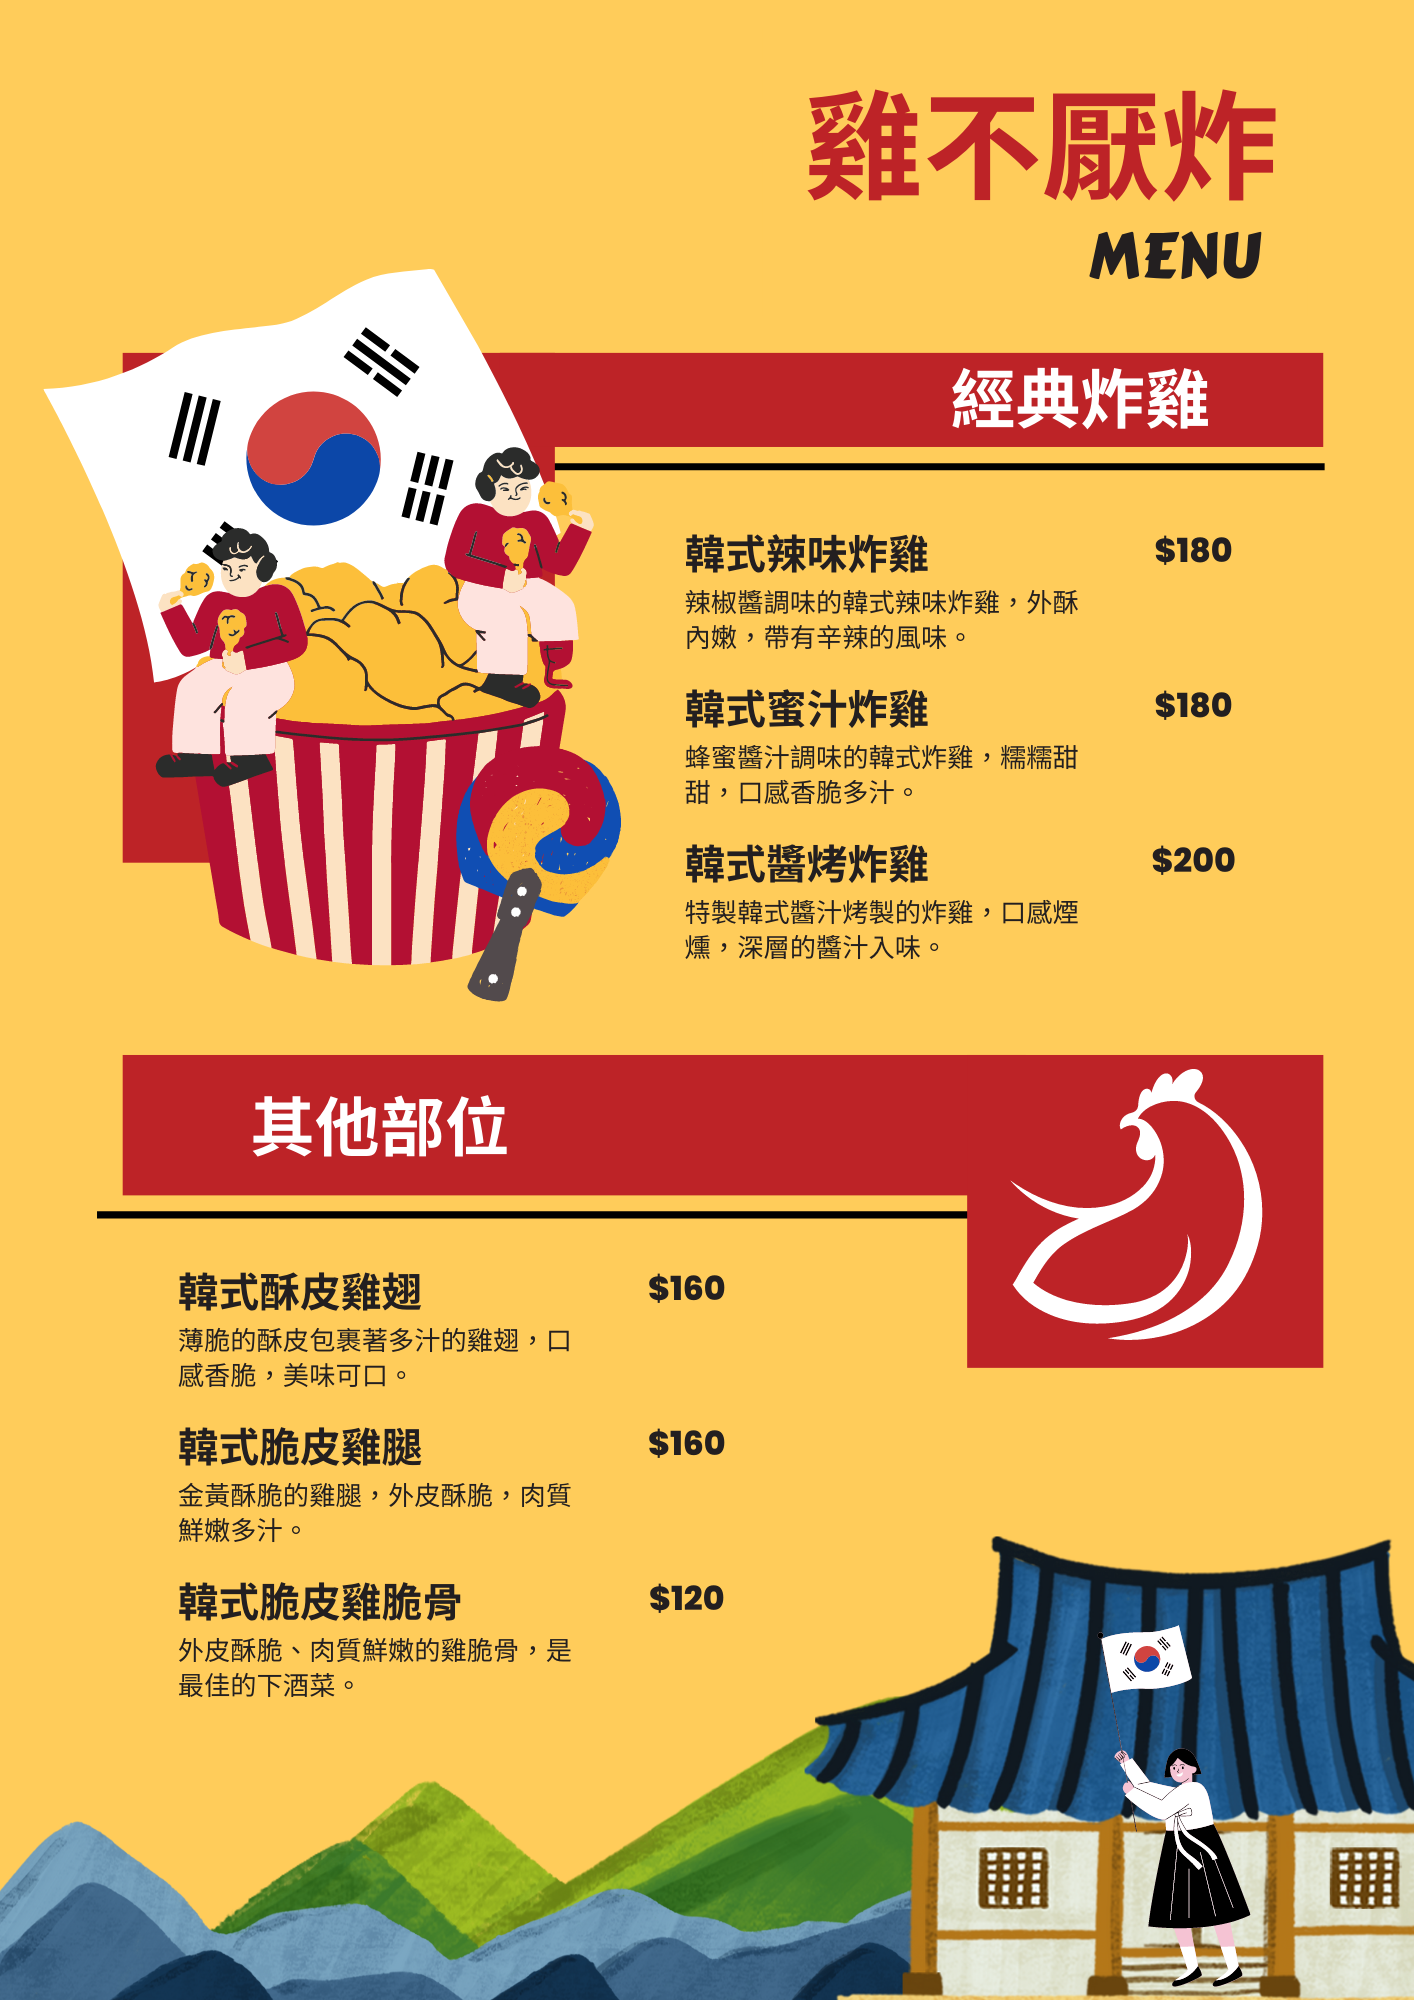 雞不厭炸
MENU
經典炸雞
韓式辣味炸雞 $180
辣椒醬調味的韓式辣味炸雞，外酥
內嫩，帶有辛辣的風味。
韓式蜜汁炸雞 $180
蜂蜜醬汁調味的韓式炸雞，糯糯甜
甜，口感香脆多汁。
韓式醬烤炸雞 $200
特製韓式醬汁烤製的炸雞，口感煙
燻，深層的醬汁入味。
其他部位
韓式酥皮雞翅 $160
薄脆的酥皮包裹著多汁的雞翅，口
感香脆，美味可口。
韓式脆皮雞腿 $160
金黃酥脆的雞腿，外皮酥脆，肉質
鮮嫩多汁。
韓式脆皮雞脆骨 $120
外皮酥脆、肉質鮮嫩的雞脆骨，是
最佳的下酒菜。